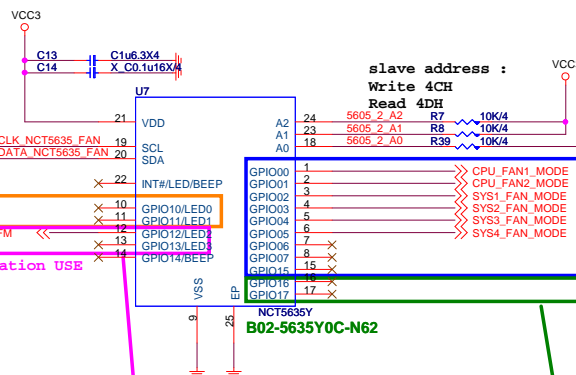 VCC3
C13 C1u6.3X4
C14 X_C0.1u16X/4
slave address :
Write 4CH
Read 4DH
VCC
U7
21 VDD
CLK_NCT5635_FAN 19 SCL
DATA_NCT5635_FAN 20 SDA
22 INT#/LED/BEEP
10 GPIO10/LED0
11 GPIO11/LED1
FM 12 GPIO12/LED2
13 GPIO13/LED3
14 GPIO14/BEEP
ation USE
A2 24 5605_2_A2 R7 10K/4
A1 23 5605_2_A1 R8 10K/4
A0 18 5605_2_A0 R39 10K/4
GPIO00 1 CPU_FAN1_MODE
GPIO01 2 CPU_FAN2_MODE
GPIO02 3 SYS1_FAN_MODE
GPIO03 4 SYS2_FAN_MODE
GPIO04 5 SYS3_FAN_MODE
GPIO05 6 SYS4_FAN_MODE
GPIO06 7
GPIO07 8
GPIO15 15
GPIO16 16
GPIO17 17
VSS 9
EP 25
NCT5635Y
B02-5635Y0C-N62